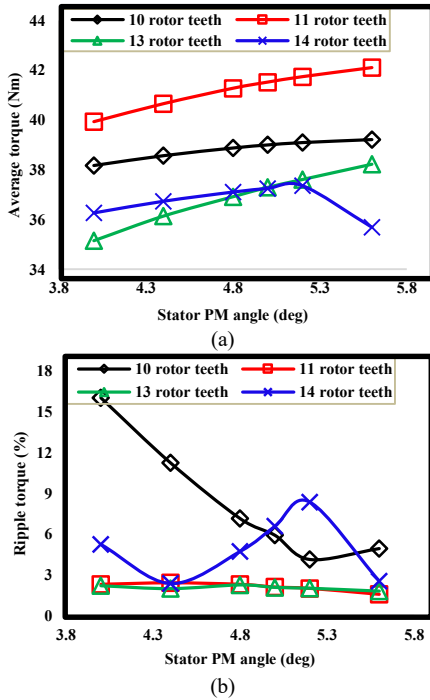 44
42
40
38
36
34
Average torque (Nm)
10 rotor teeth
11 rotor teeth
13 rotor teeth
14 rotor teeth
3.8
4.3
4.8
5.3
5.8
Stator PM angle (deg)
(a)
18
15
12
9
6
3
0
Ripple torque (%)
10 rotor teeth
11 rotor teeth
13 rotor teeth
14 rotor teeth
3.8
4.3
4.8
5.3
5.8
Stator PM angle (deg)
(b)